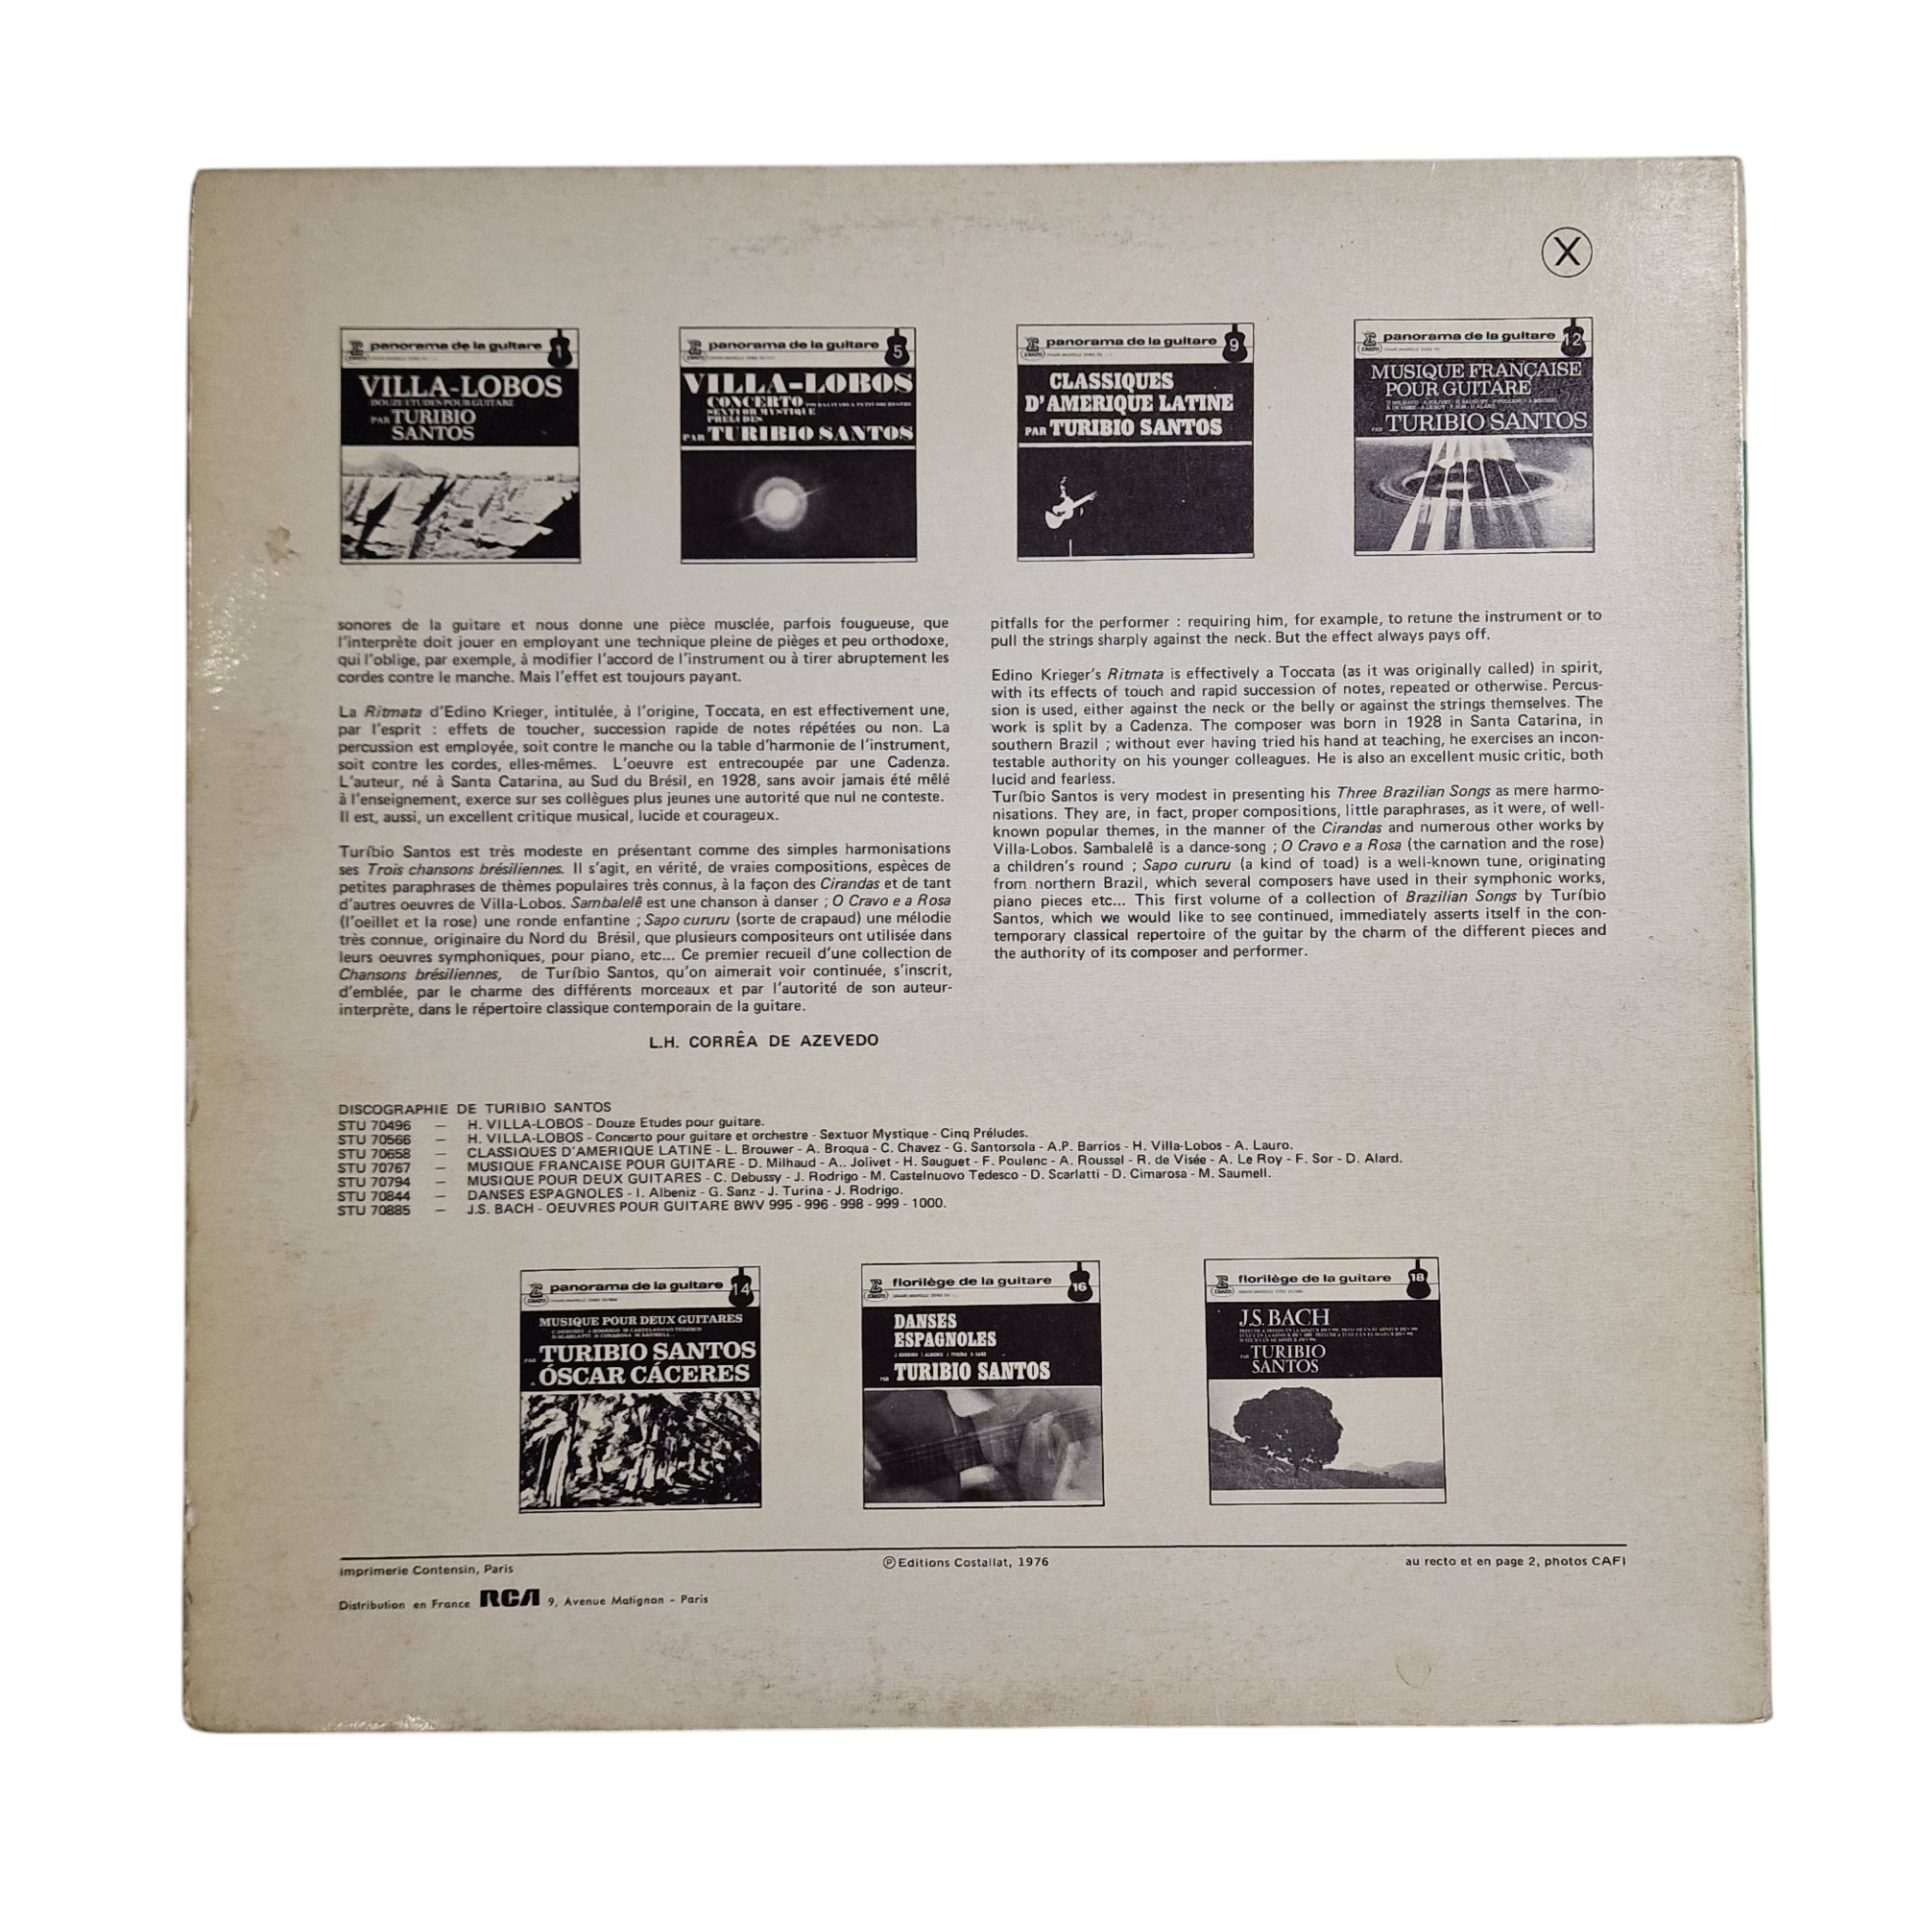 X
panorama de la guitare 1
VILLA-LOBOS
DOUZE ETUDES POUR GUITARE
PAR TURIBIO
SANTOS
panorama de la guitare 5
VILLA-LOBOS
CONCERTO
SEXTUOR MYSTIQUE
PRELUDES
PAR TURIBIO SANTOS
panorama de la guitare 9
CLASSIQUES
D'AMERIQUE LATINE
PAR TURIBIO SANTOS
panorama de la guitare 12
MUSIQUE FRANÇAISE
POUR GUITARE
PAR TURIBIO SANTOS
sonores de la guitare et nous donne une pièce musclée, parfois fougueuse, que
l'interprète doit jouer en employant une technique pleine de pièges et peu orthodoxe,
qui l'oblige, par exemple, à modifier l'accord de l'instrument ou à tirer abruptement les
cordes contre le manche. Mais l'effet est toujours payant.
La Ritmata d'Edino Krieger, intitulée, à l'origine, Toccata, en est effectivement une,
par l'esprit : effets de toucher, succession rapide de notes répétées ou non. La
percussion est employée, soit contre le manche ou la table d'harmonie de l'instrument,
soit contre les cordes, elles-mêmes. L'oeuvre est entrecoupée par une Cadenza.
L'auteur, né à Santa Catarina, au Sud du Brésil, en 1928, sans avoir jamais été mêlé
à l'enseignement, exerce sur ses collègues plus jeunes une autorité que nul ne conteste.
Il est, aussi, un excellent critique musical, lucide et courageux.
Turíbio Santos est très modeste en présentant comme des simples harmonisations
ses Trois chansons brésiliennes. Il s'agit, en vérité, de vraies compositions, espèces de
petites paraphrases de thèmes populaires très connus, à la façon des Cirandas et de tant
d'autres oeuvres de Villa-Lobos. Sambalelê est une chanson à danser ; O Cravo e a Rosa
(l'oeillet et la rose) une ronde enfantine ; Sapo cururu (sorte de crapaud) une mélodie
très connue, originaire du Nord du Brésil, que plusieurs compositeurs ont utilisée dans
leurs oeuvres symphoniques, pour piano, etc... Ce premier recueil d'une collection de
Chansons brésiliennes, de Turíbio Santos, qu'on aimerait voir continuée, s'inscrit,
d'emblée, par le charme des différents morceaux et par l'autorité de son auteur-
interprète, dans le répertoire classique contemporain de la guitare.
L.H. CORRÊA DE AZEVEDO
pitfalls for the performer : requiring him, for example, to retune the instrument or to
pull the strings sharply against the neck. But the effect always pays off.
Edino Krieger's Ritmata is effectively a Toccata (as it was originally called) in spirit,
with its effects of touch and rapid succession of notes, repeated or otherwise. Percus-
sion is used, either against the neck or the belly or against the strings themselves. The
work is split by a Cadenza. The composer was born in 1928 in Santa Catarina, in
southern Brazil ; without ever having tried his hand at teaching, he exercises an incon-
testable authority on his younger colleagues. He is also an excellent music critic, both
lucid and fearless.
Turíbio Santos is very modest in presenting his Three Brazilian Songs as mere harmo-
nisations. They are, in fact, proper compositions, little paraphrases, as it were, of well-
known popular themes, in the manner of the Cirandas and numerous other works by
Villa-Lobos. Sambalelê is a dance-song ; O Cravo e a Rosa (the carnation and the rose)
a children's round ; Sapo cururu (a kind of toad) is a well-known tune, originating
from northern Brazil, which several composers have used in their symphonic works,
piano pieces etc... This first volume of a collection of Brazilian Songs by Turíbio
Santos, which we would like to see continued, immediately asserts itself in the con-
temporary classical repertoire of the guitar by the charm of the different pieces and
the authority of its composer and performer.
DISCOGRAPHIE DE TURIBIO SANTOS
STU 70496 — H. VILLA-LOBOS - Douze Etudes pour guitare.
STU 70566 — H. VILLA-LOBOS - Concerto pour guitare et orchestre - Sextuor Mystique - Cinq Préludes.
STU 70658 — CLASSIQUES D'AMERIQUE LATINE - L. Brouwer - A. Broqua - C. Chavez - G. Santorsola - A.P. Barrios - H. Villa-Lobos - A. Lauro.
STU 70767 — MUSIQUE FRANCAISE POUR GUITARE - D. Milhaud - A.. Jolivet - H. Sauguet - F. Poulenc - A. Roussel - R. de Visée - A. Le Roy - F. Sor - D. Alard.
STU 70794 — MUSIQUE POUR DEUX GUITARES - C. Debussy - J. Rodrigo - M. Castelnuovo Tedesco - D. Scarlatti - D. Cimarosa - M. Saumell.
STU 70844 — DANSES ESPAGNOLES - I. Albeniz - G. Sanz - J. Turina - J. Rodrigo.
STU 70885 — J.S. BACH - OEUVRES POUR GUITARE BWV 995 - 996 - 998 - 999 - 1000.
panorama de la guitare 14
MUSIQUE POUR DEUX GUITARES
PAR TURIBIO SANTOS
ÓSCAR CÁCERES
florilège de la guitare 16
DANSES
ESPAGNOLES
PAR TURIBIO SANTOS
florilège de la guitare 18
J.S. BACH
TURIBIO
SANTOS
imprimerie Contensin, Paris
Ⓟ Editions Costallat, 1976
au recto et en page 2, photos CAFI
Distribution en France RCA 9, Avenue Matignon - Paris